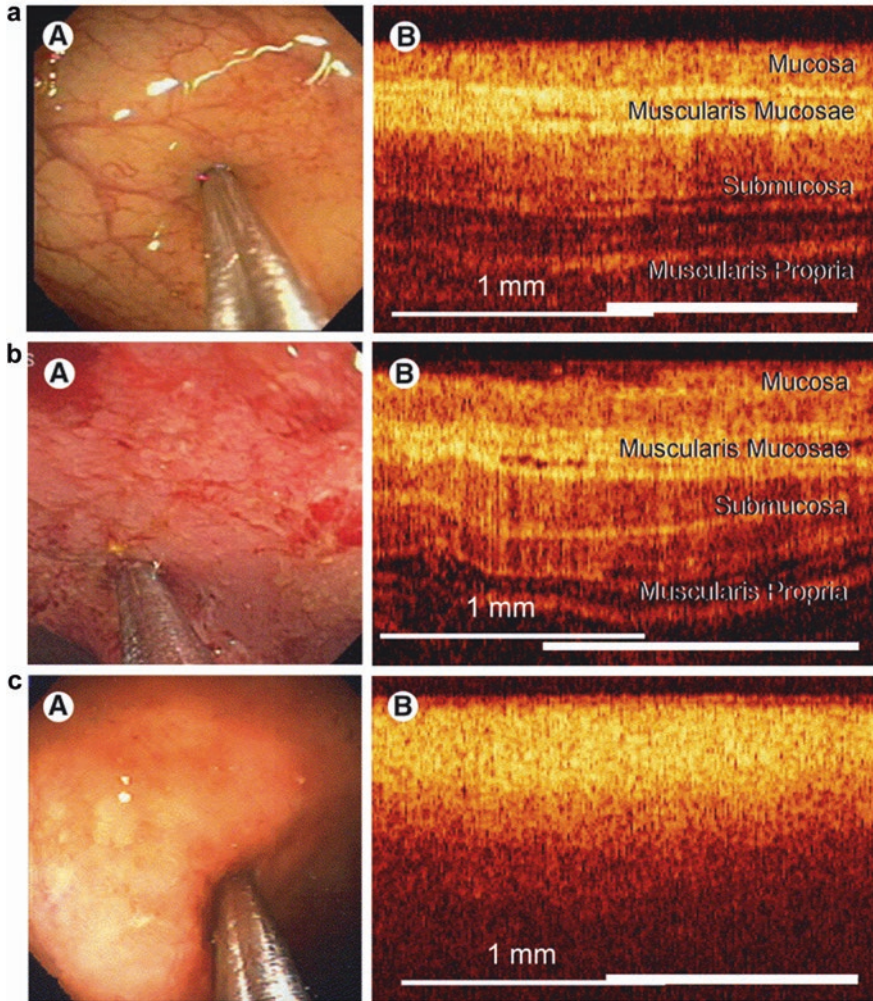 a
A
B
Mucosa
Muscularis Mucosae
Submucosa
Muscularis Propria
1 mm
b
s
A
B
Mucosa
Muscularis Mucosae
Submucosa
Muscularis Propria
1 mm
c
A
B
1 mm